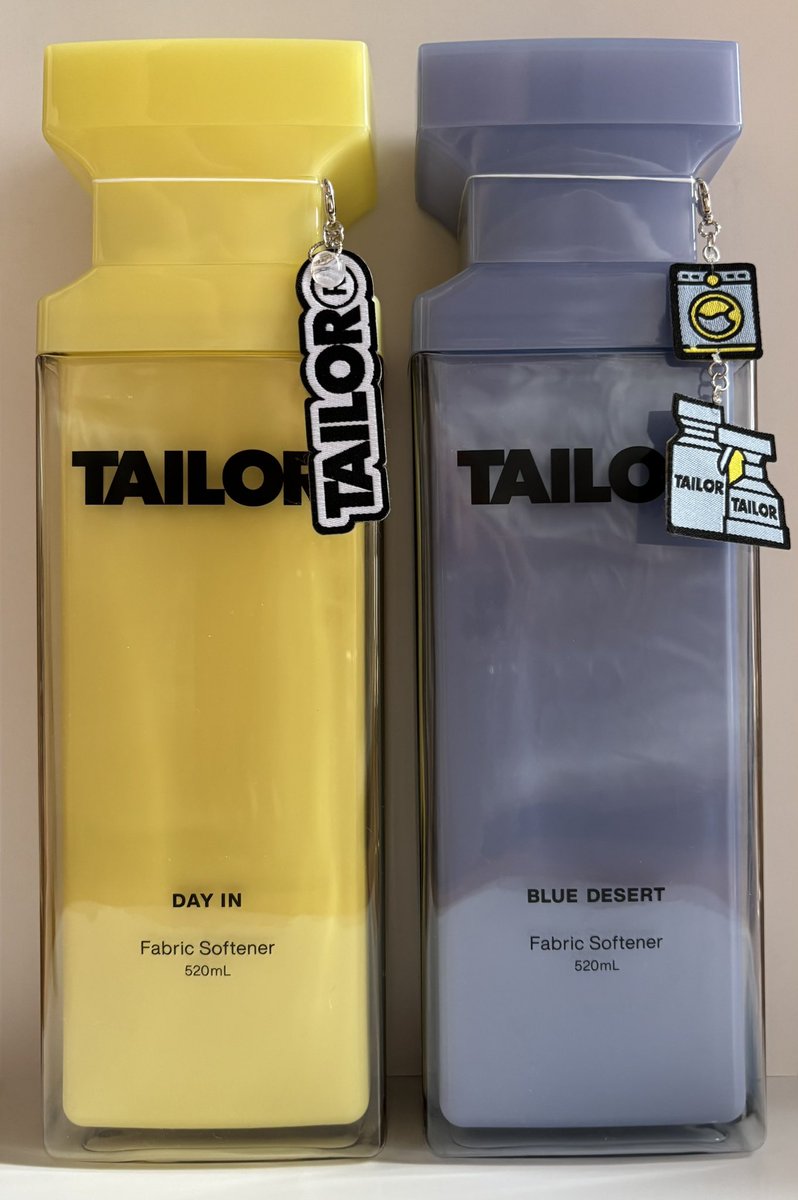 TAILOR
TAILOR®
DAY IN
Fabric Softener
520mL
TAILO
TAILOR
TAILOR
BLUE DESERT
Fabric Softener
520mL